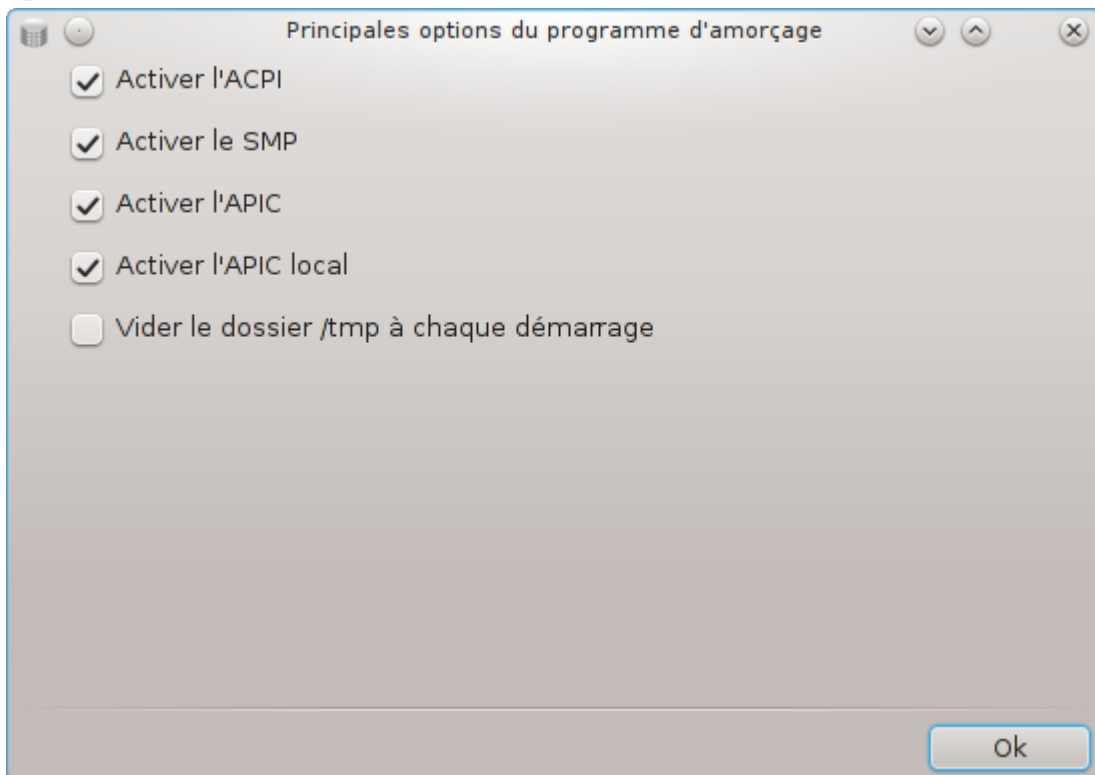 Principales options du programme d'amorçage
Activer l'ACPI
Activer le SMP
Activer l'APIC
Activer l'APIC local
Vider le dossier /tmp à chaque démarrage
Ok